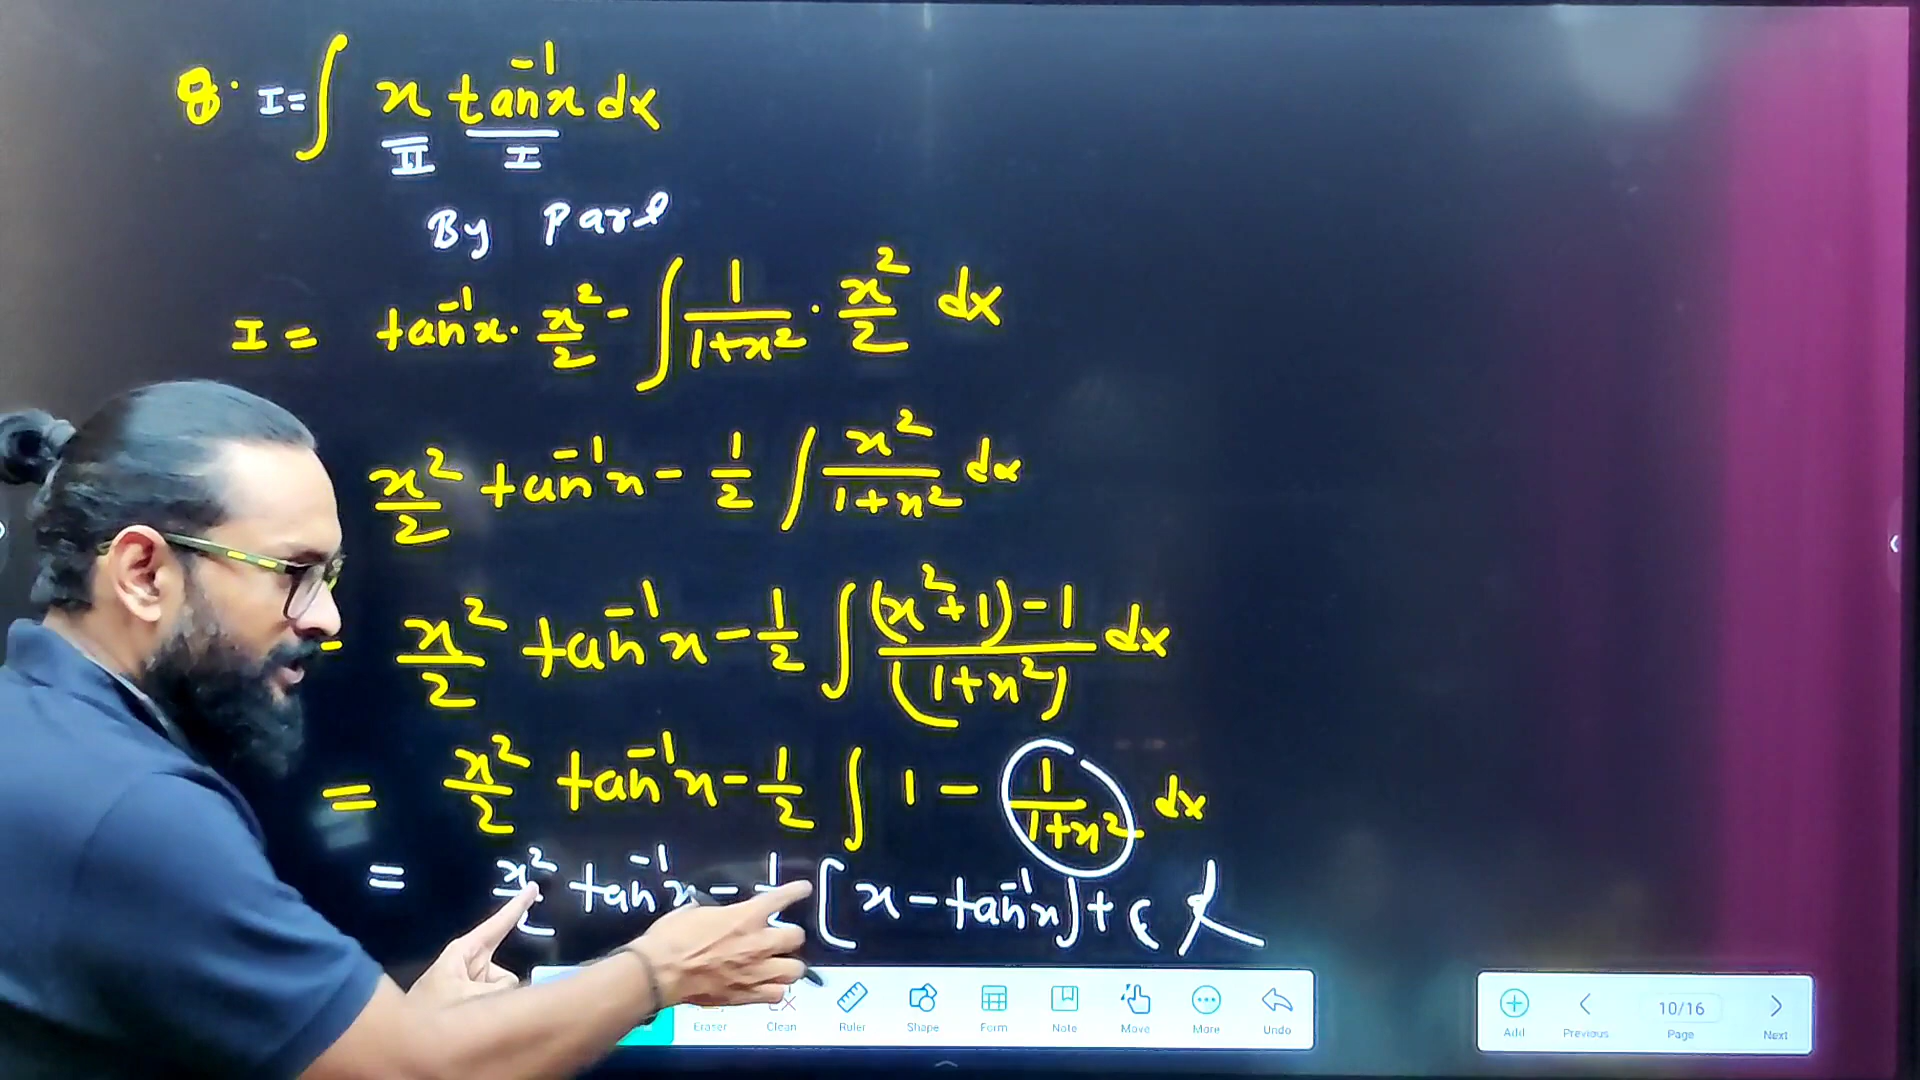 Q. I = ∫ x tan⁻¹x dx
II I
By Part
I = tan⁻¹x · x²/2 - ∫ 1/(1+x²) · x²/2 dx
x²/2 tan⁻¹x - 1/2 ∫ x²/(1+x²) dx
= x²/2 tan⁻¹x - 1/2 ∫ ((x²+1)-1)/(1+x²) dx
= x²/2 tan⁻¹x - 1/2 ∫ 1 - 1/(1+x²) dx
= x²/2 tan⁻¹x - 1/2 [x - tan⁻¹x] + c
Eraser Clean Ruler Shape Form Note Move More Undo
Add Previous 10/16 Page Next